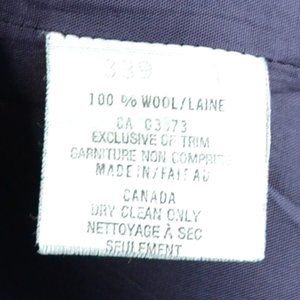 339
100 % WOOL/LAINE
CA 03373
EXCLUSIVE OF TRIM
GARNITURE NON COMPRISE
MADE IN/FAIT AU
CANADA
DRY CLEAN ONLY
NETTOYAGE À SEC
SEULEMENT